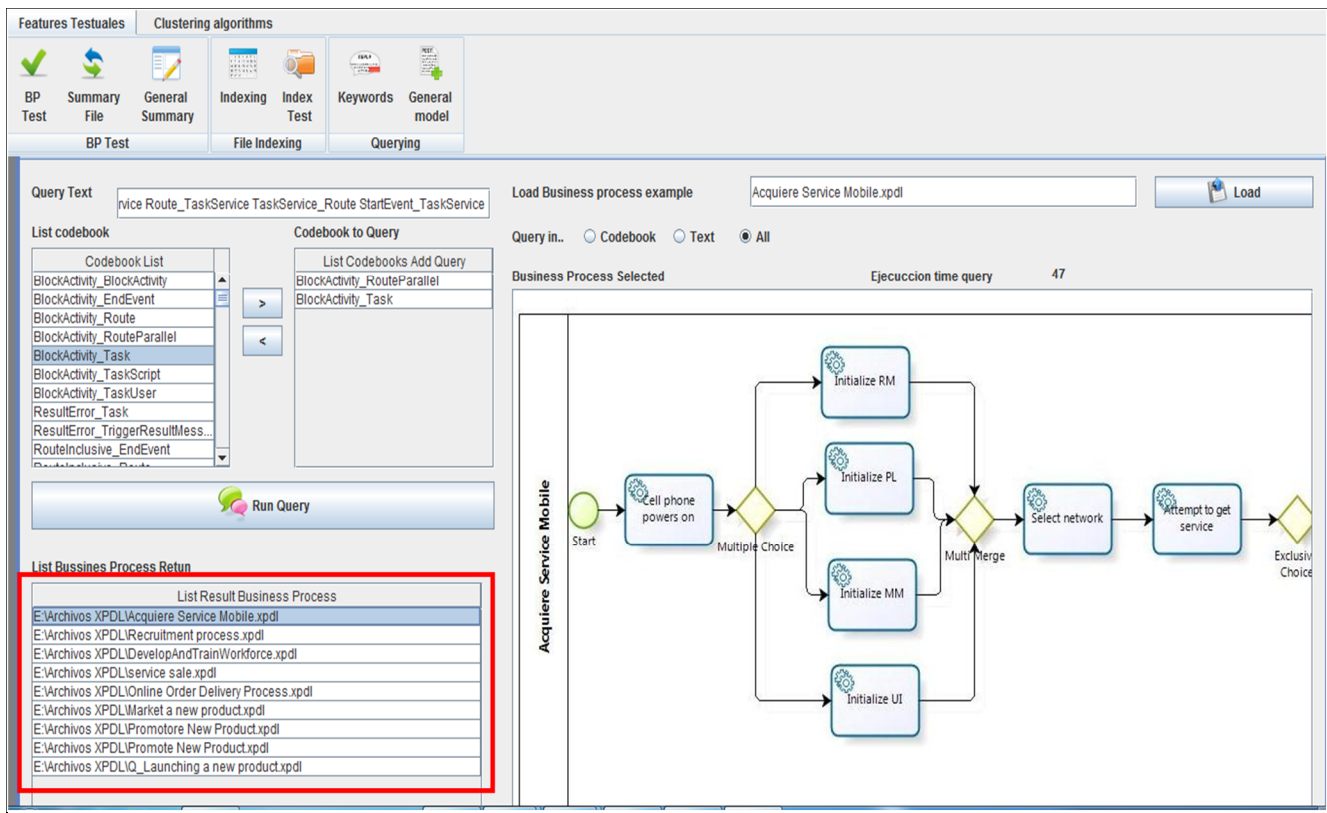 Features Testuales
Clustering algorithms
BP Test
Summary File
General Summary
Indexing
Index Test
Keywords
General model
BP Test
File Indexing
Querying
Query Text
rvice Route_TaskService TaskService_Route StartEvent_TaskService
Load Business process example
Acquiere Service Mobile.xpdl
Load
List codebook
Codebook to Query
Query in..
Codebook
Text
All
Codebook List
List Codebooks Add Query
BlockActivity_BlockActivity
BlockActivity_EndEvent
BlockActivity_Route
BlockActivity_RouteParallel
BlockActivity_Task
BlockActivity_TaskScript
BlockActivity_TaskUser
ResultError_Task
ResultError_TriggerResultMess...
RouteInclusive_EndEvent
>
<
BlockActivity_RouteParallel
BlockActivity_Task
Run Query
Business Process Selected
Ejecuccion time query
47
Acquiere Service Mobile
Start
Cell phone
powers on
Multiple Choice
Initialize RM
Initialize PL
Initialize MM
Initialize UI
Multi Merge
Select network
Attempt to get
service
Exclusiv
Choice
List Bussines Process Retun
List Result Business Process
E:\Archivos XPDL\Acquiere Service Mobile.xpdl
E:\Archivos XPDL\Recruitment process.xpdl
E:\Archivos XPDL\DevelopAndTrainWorkforce.xpdl
E:\Archivos XPDL\service sale.xpdl
E:\Archivos XPDL\Online Order Delivery Process.xpdl
E:\Archivos XPDL\Market a new product.xpdl
E:\Archivos XPDL\Promotore New Product.xpdl
E:\Archivos XPDL\Promote New Product.xpdl
E:\Archivos XPDL\Q_Launching a new product.xpdl